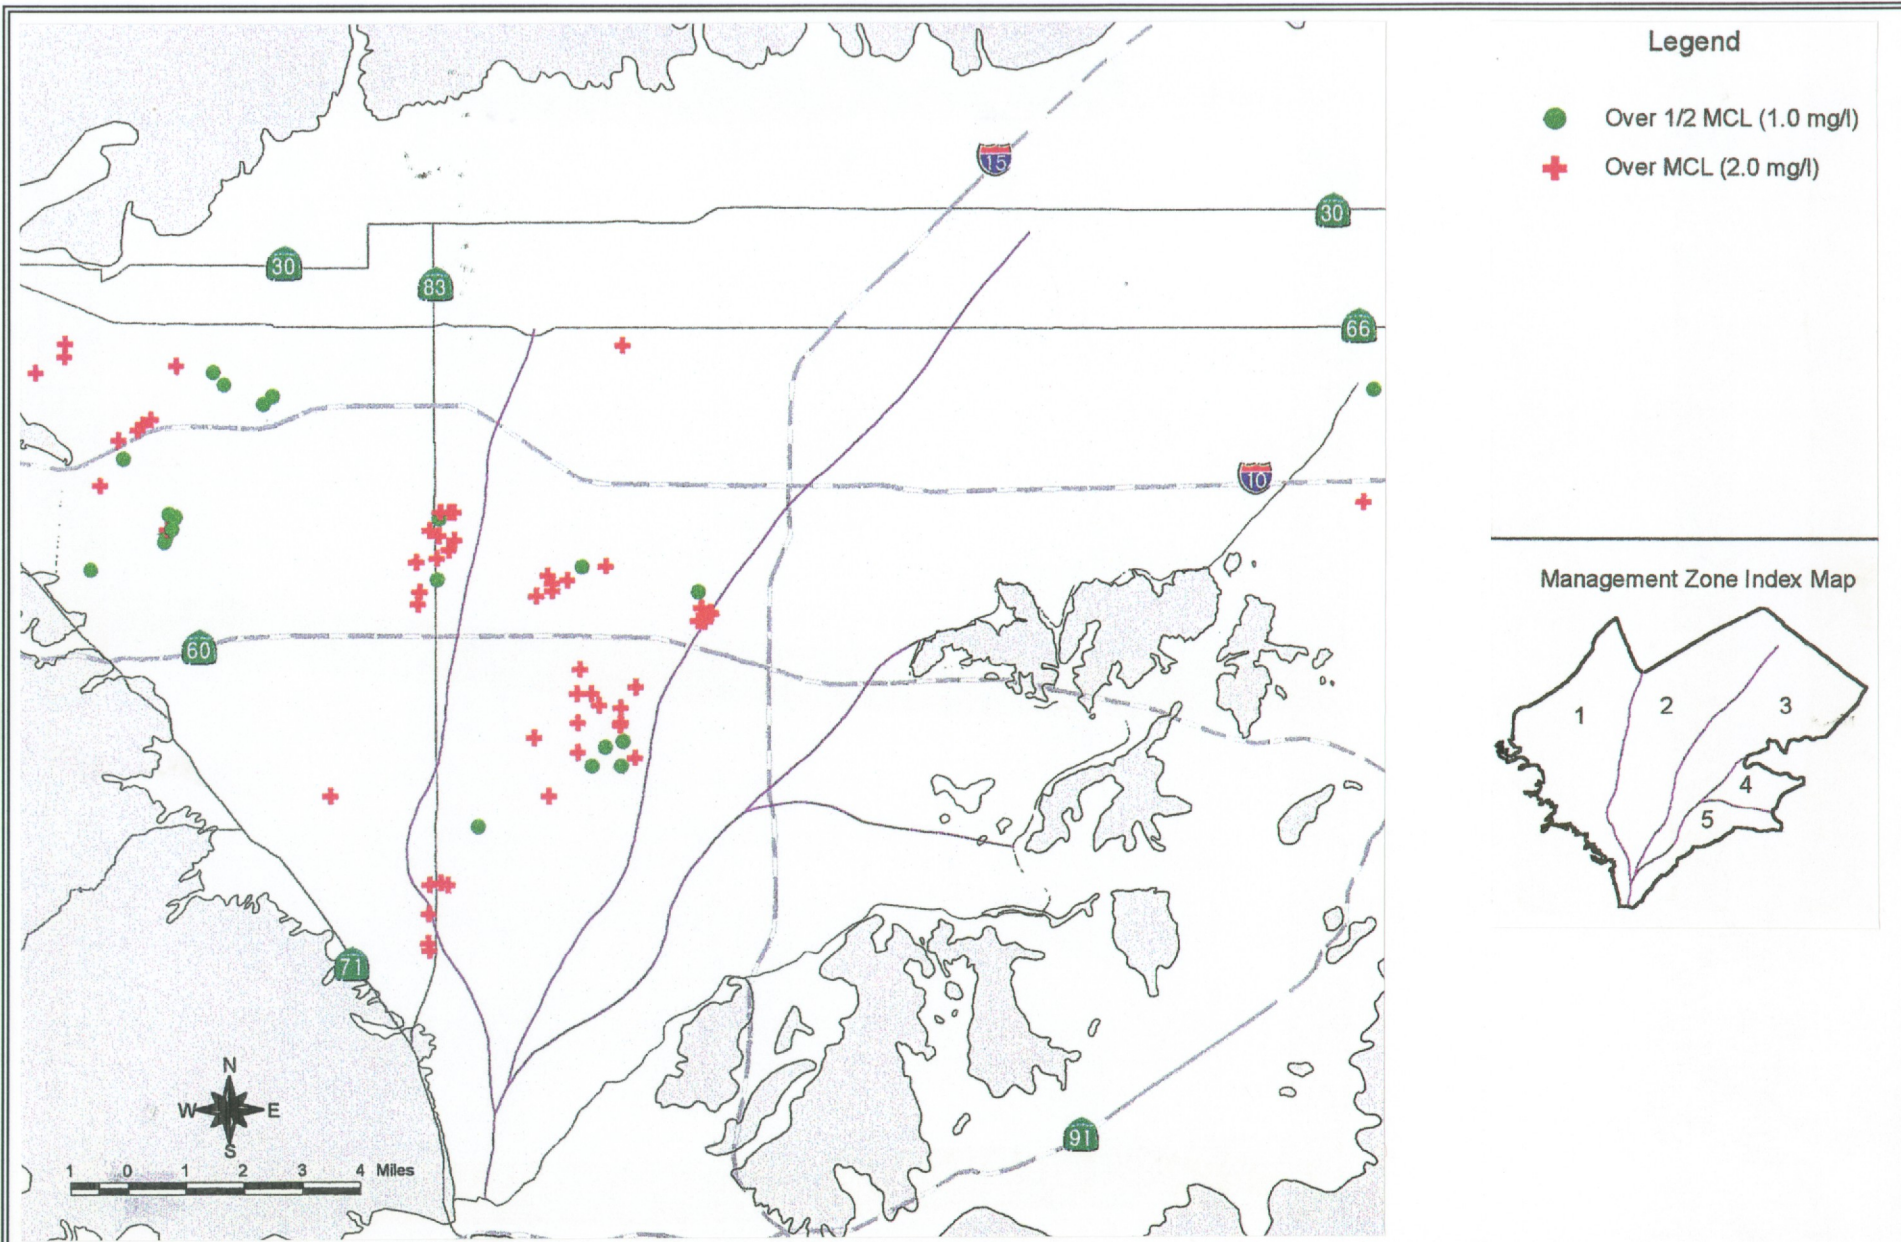 Legend
Over 1/2 MCL (1.0 mg/l)
Over MCL (2.0 mg/l)
15
30
30
83
66
10
Management Zone Index Map
60
1
2
3
4
5
71
N
W E
S
91
1 0 1 2 3 4 Miles